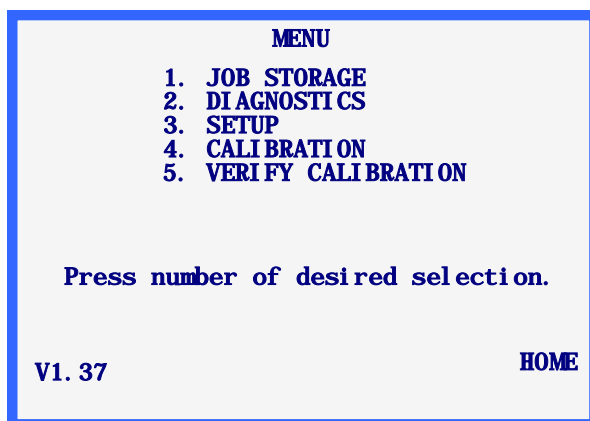 MENU
1. JOB STORAGE
2. DIAGNOSTICS
3. SETUP
4. CALIBRATION
5. VERIFY CALIBRATION
Press number of desired selection.
HOME
V1.37